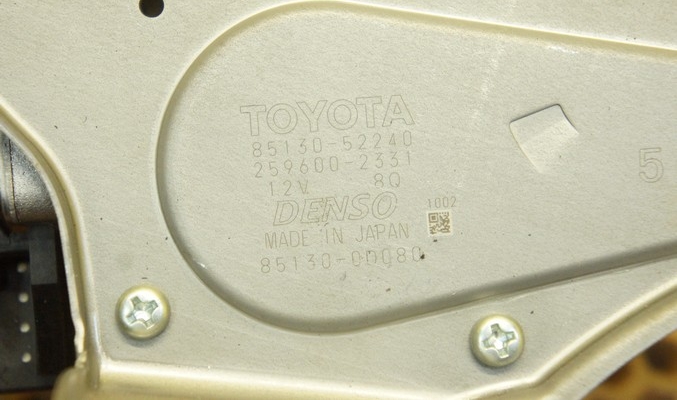 TOYOTA
85130-52240
259600-2331
12V 8Q
DENSO
1002
MADE IN JAPAN
85130-0D080
5